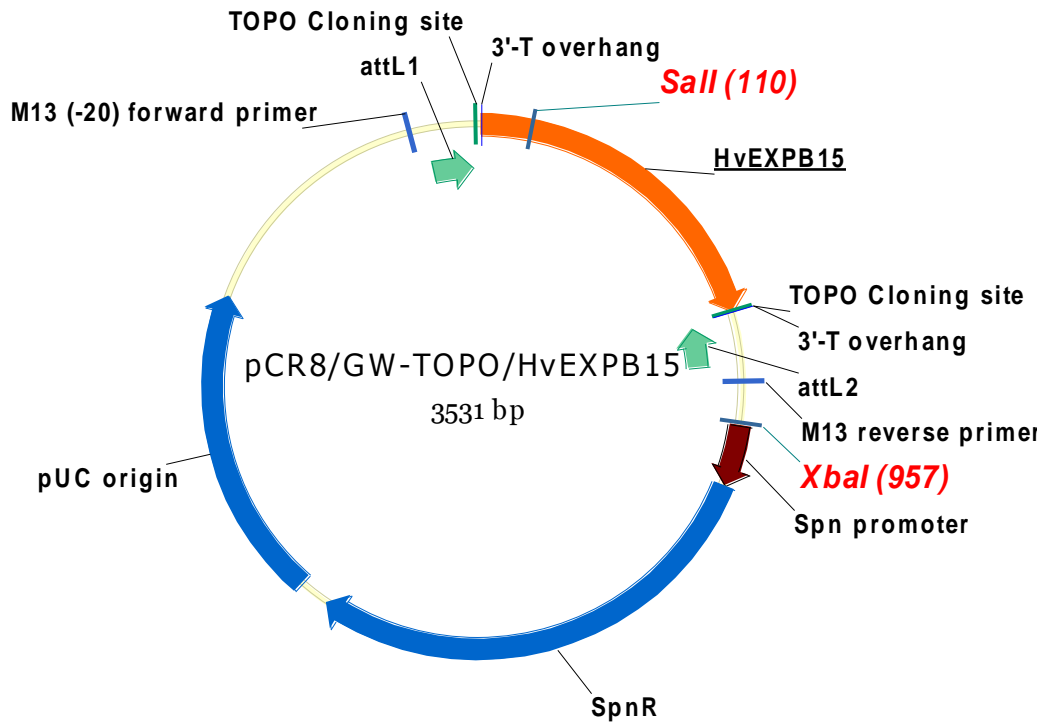 TOPO Cloning site
3'-T overhang
attL1
SalI (110)
M13 (-20) forward primer
HvEXPB15
TOPO Cloning site
3'-T overhang
pCR8/GW-TOPO/HvEXPB15
attL2
3531 bp
M13 reverse primer
XbaI (957)
pUC origin
Spn promoter
SpnR